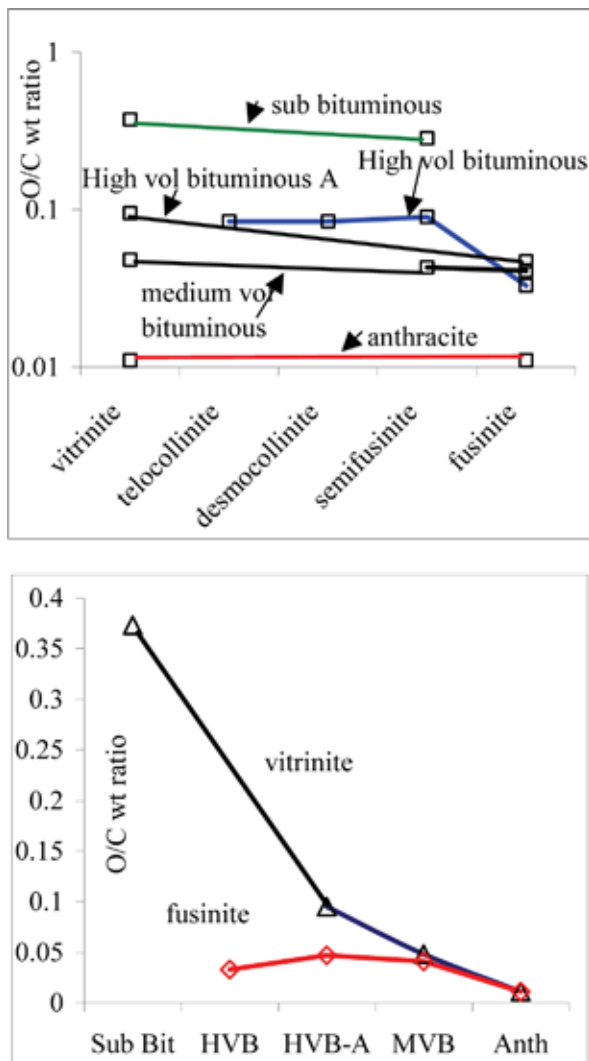 1
sub bituminous
High vol bituminous
High vol bituminous A
O/C wt ratio
0.1
medium vol
bituminous
anthracite
0.01
vitrinite
telocollinite
desmocollinite
semifusinite
fusinite
0.4
0.35
0.3
0.25
vitrinite
0.2
O/C wt ratio
0.15
0.1
fusinite
0.05
0
Sub Bit HVB HVB-A MVB Anth